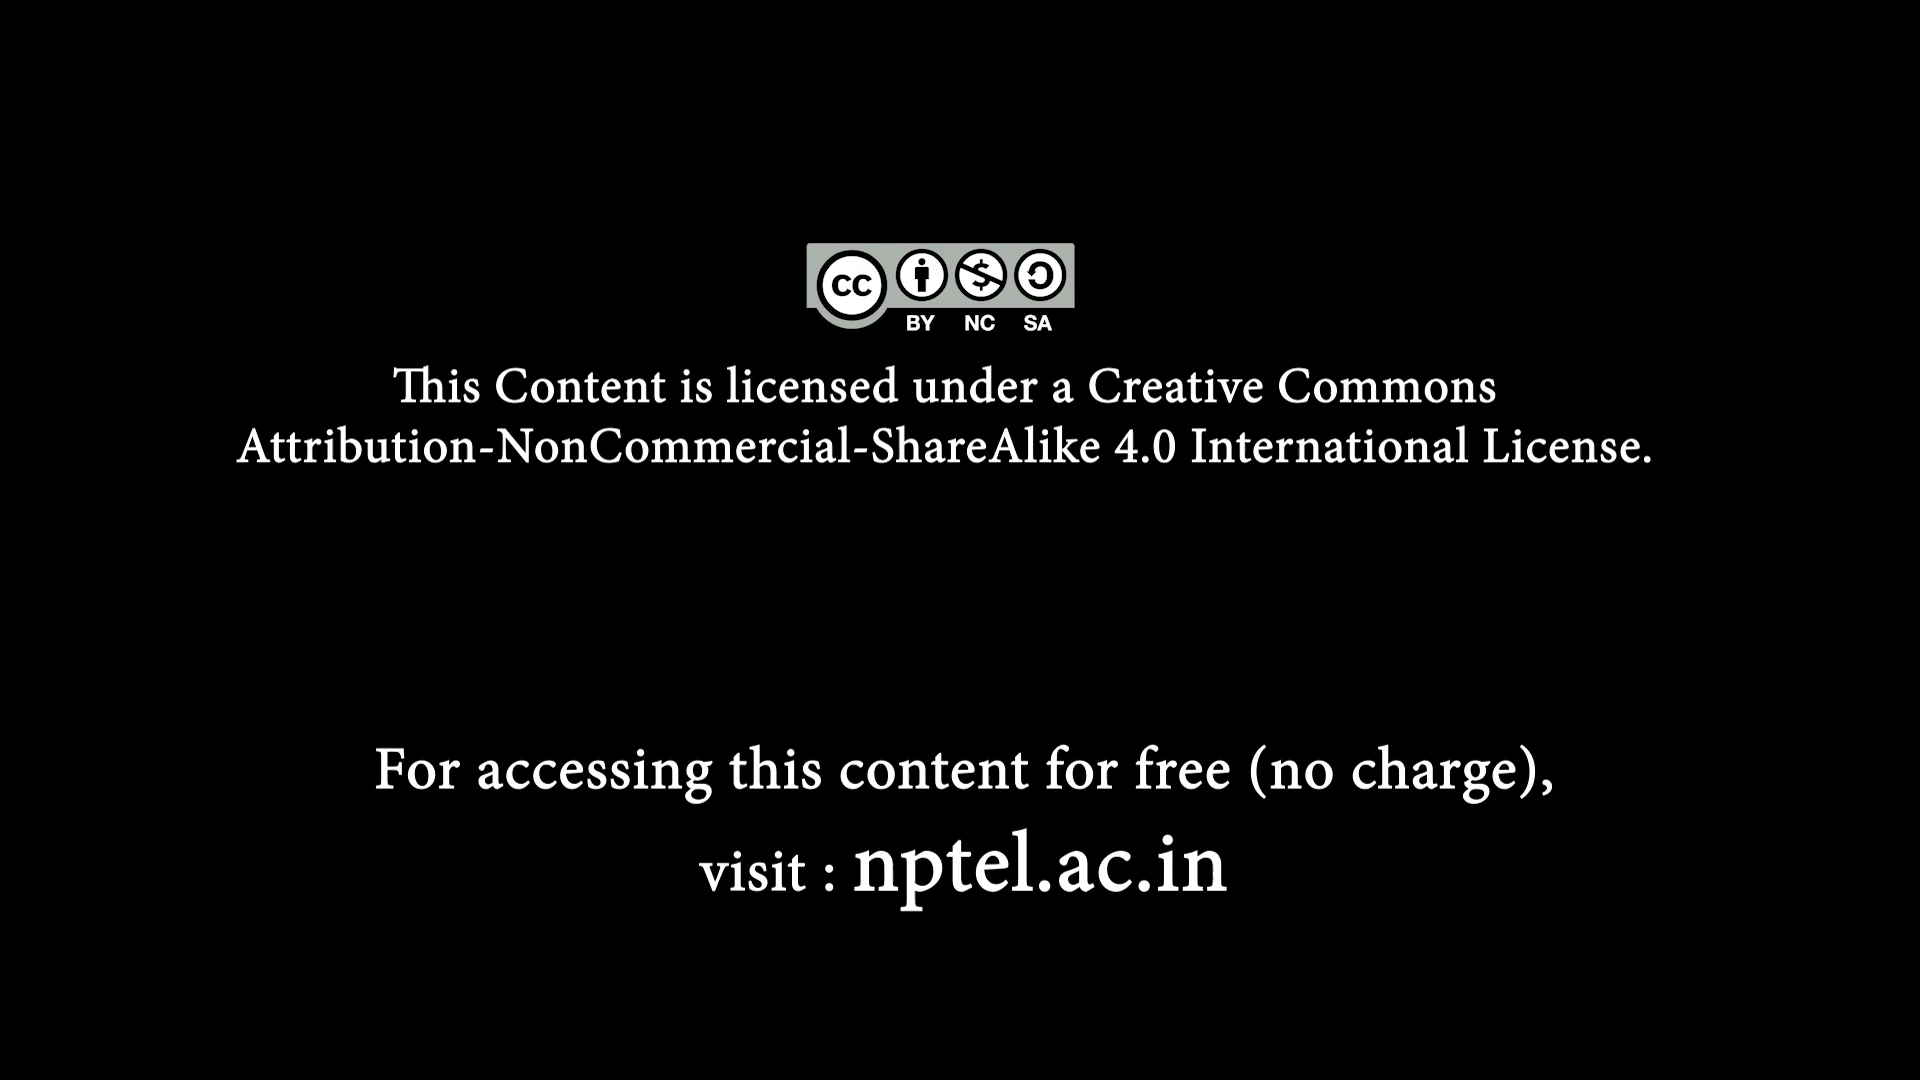 cc
BY NC SA
This Content is licensed under a Creative Commons
Attribution-NonCommercial-ShareAlike 4.0 International License.
For accessing this content for free (no charge),
visit : nptel.ac.in